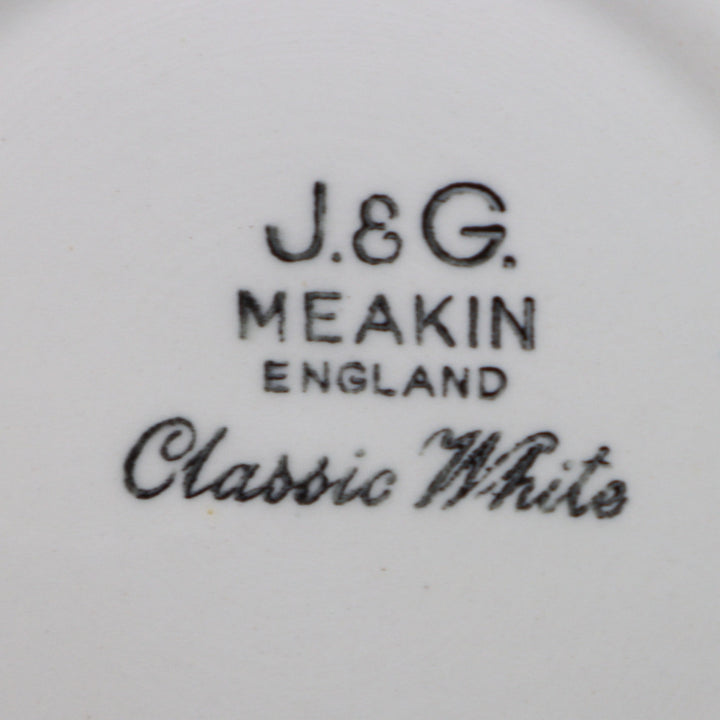 J. & G.
MEAKIN
ENGLAND
Classic White